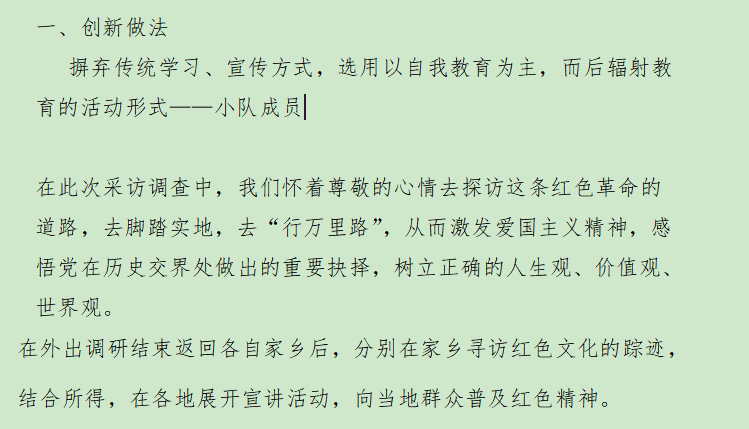 一、创新做法
摒弃传统学习、宣传方式，选用以自我教育为主，而后辐射教
育的活动形式——小队成员
在此次采访调查中，我们怀着尊敬的心情去探访这条红色革命的
道路，去脚踏实地，去“行万里路”，从而激发爱国主义精神，感
悟党在历史交界处做出的重要抉择，树立正确的人生观、价值观、
世界观。
在外出调研结束返回各自家乡后，分别在家乡寻访红色文化的踪迹，
结合所得，在各地展开宣讲活动，向当地群众普及红色精神。